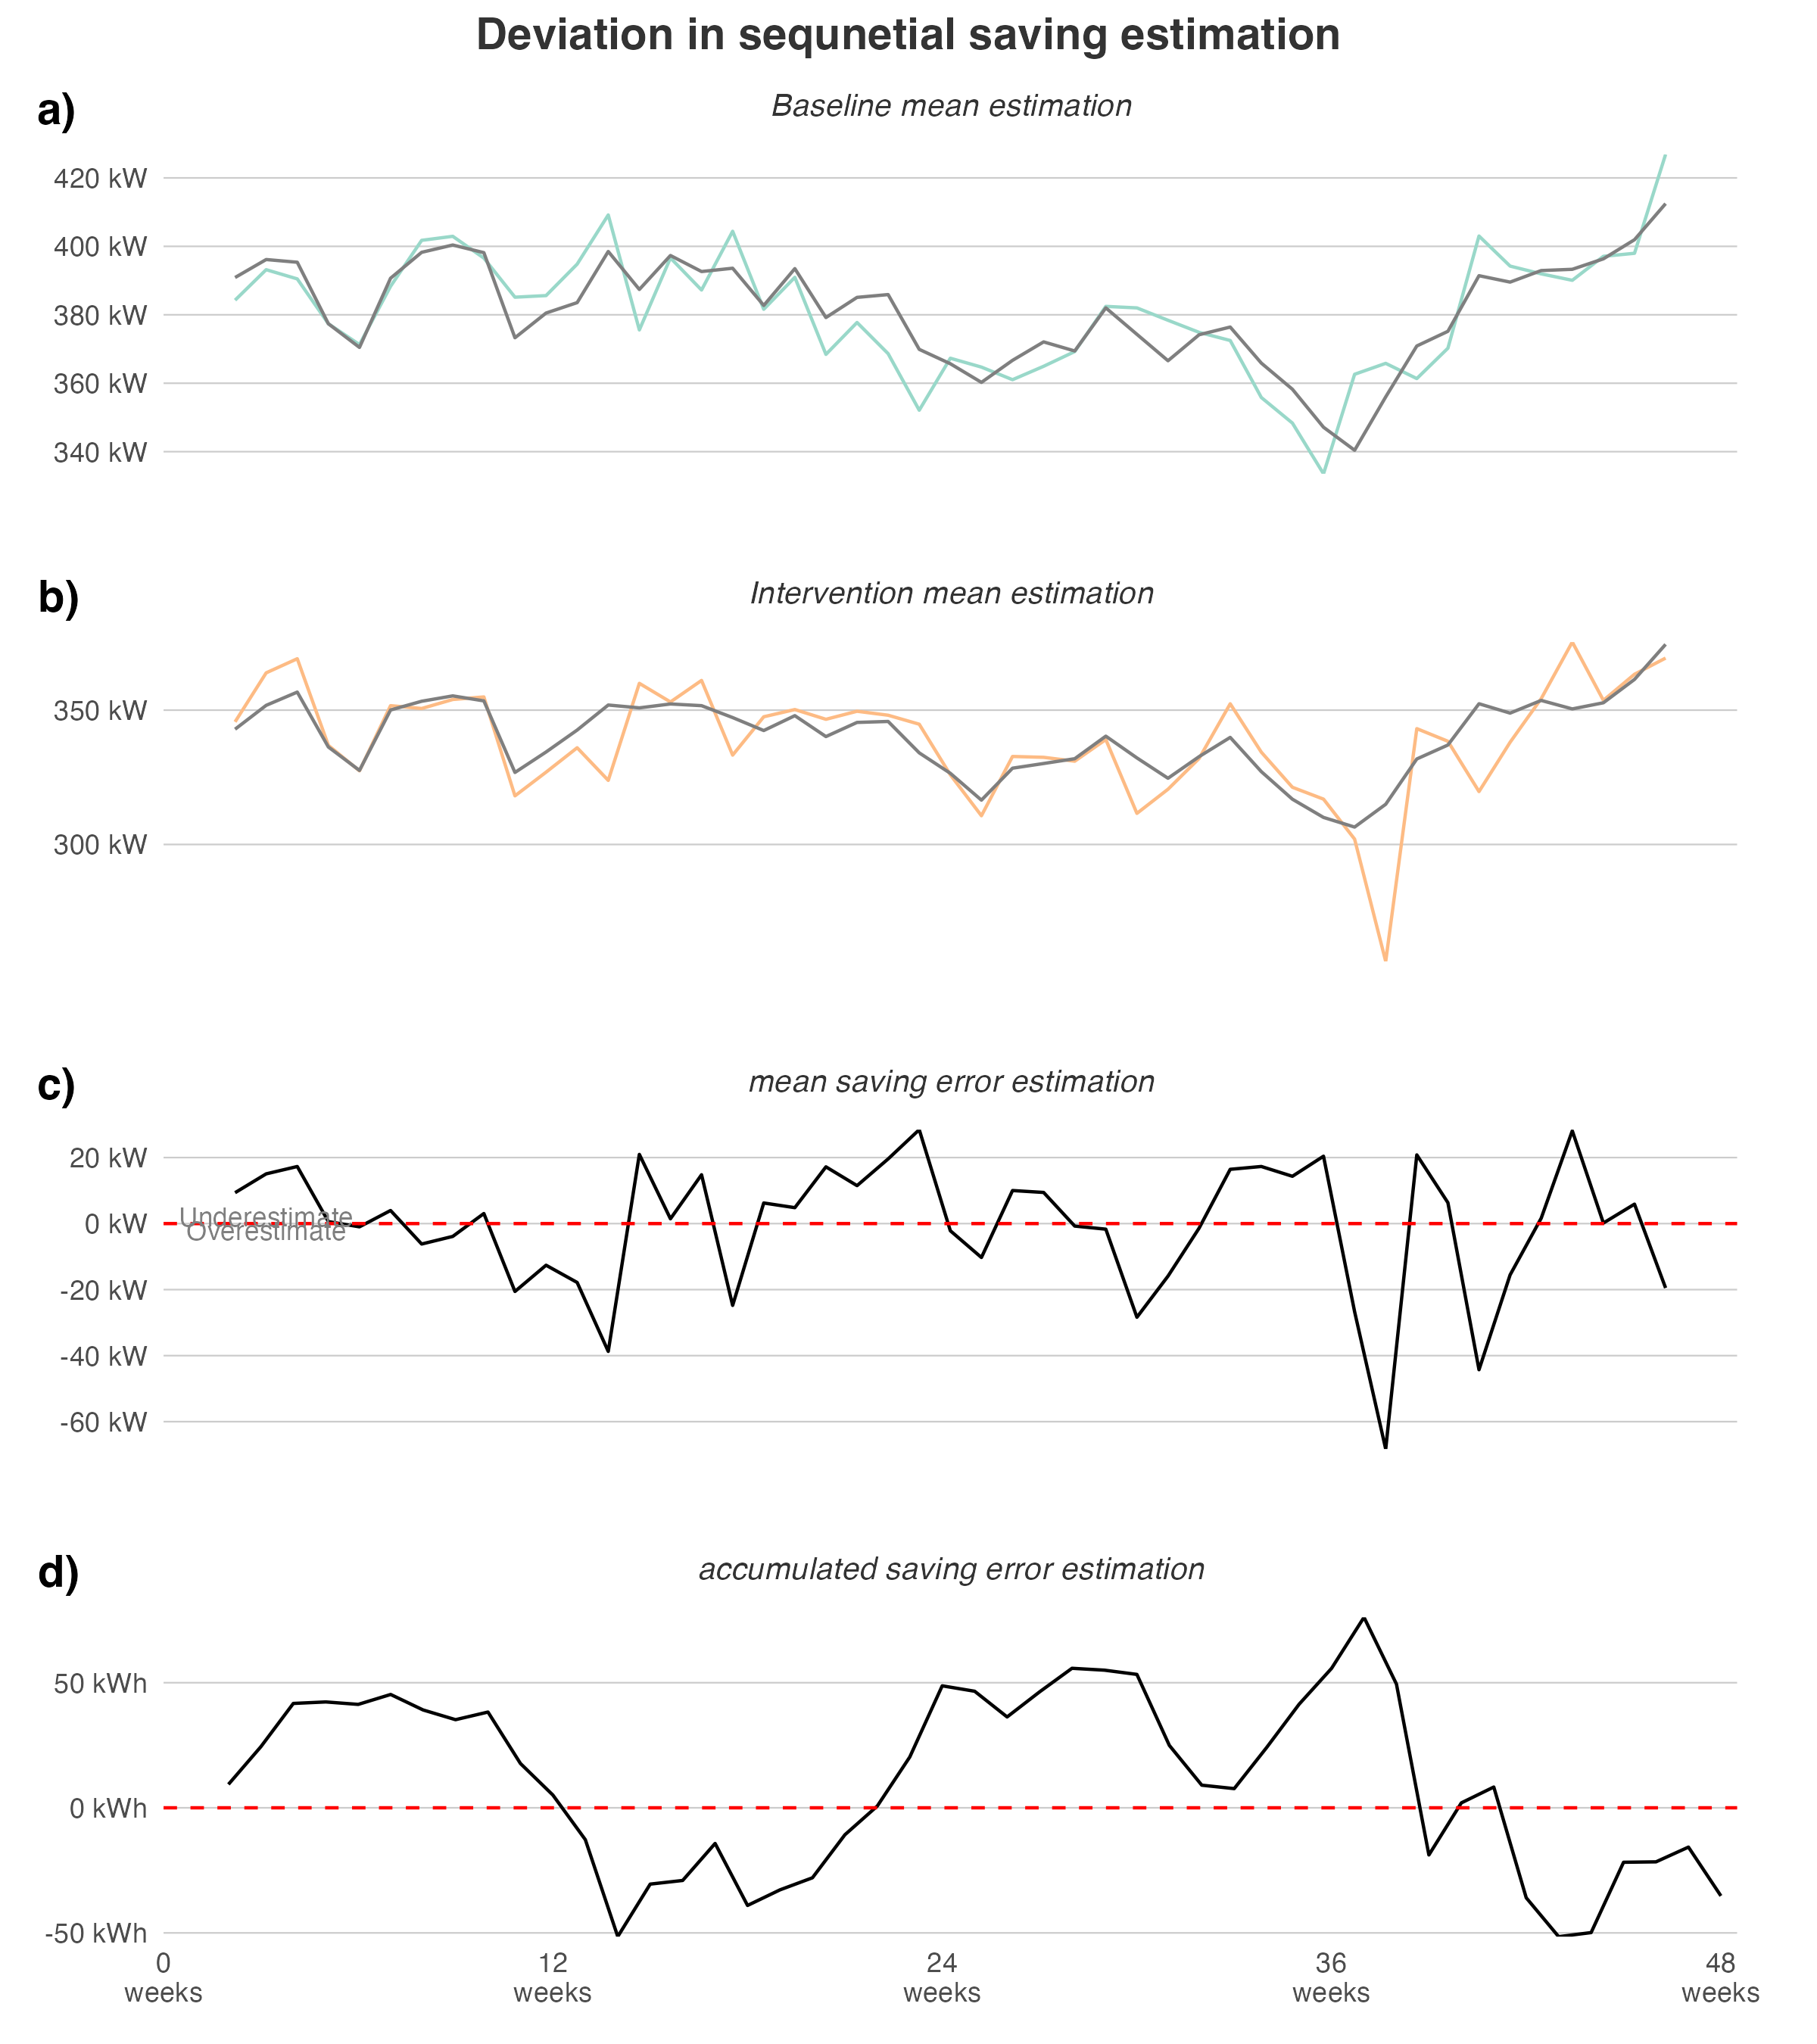 Deviation in sequnetial saving estimation
a)
Baseline mean estimation
420 kW
400 kW
380 kW
360 kW
340 kW
b)
Intervention mean estimation
350 kW
300 kW
c)
mean saving error estimation
20 kW
Underestimate
0 kW
Overestimate
-20 kW
-40 kW
-60 kW
d)
accumulated saving error estimation
50 kWh
0 kWh
-50 kWh
0 12 24 36 48
weeks weeks weeks weeks weeks